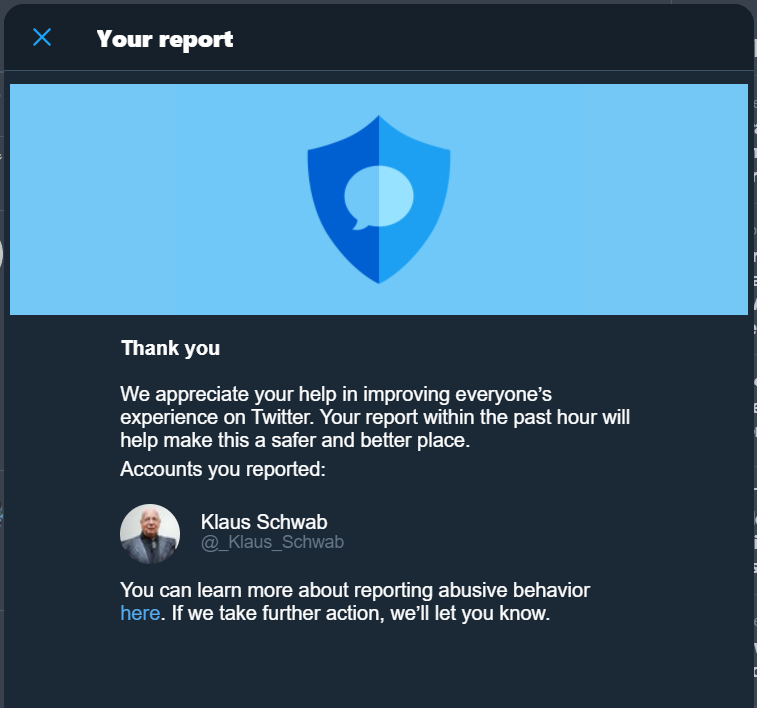 Your report
Thank you
We appreciate your help in improving everyone’s
experience on Twitter. Your report within the past hour will
help make this a safer and better place.
Accounts you reported:
Klaus Schwab
@_Klaus_Schwab
You can learn more about reporting abusive behavior
here. If we take further action, we’ll let you know.